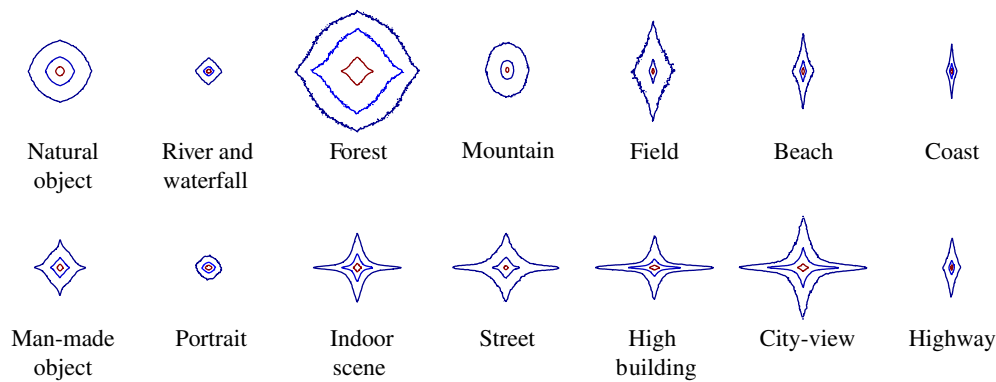 Natural
object
River and
waterfall
Forest
Mountain
Field
Beach
Coast
Man-made
object
Portrait
Indoor
scene
Street
High
building
City-view
Highway